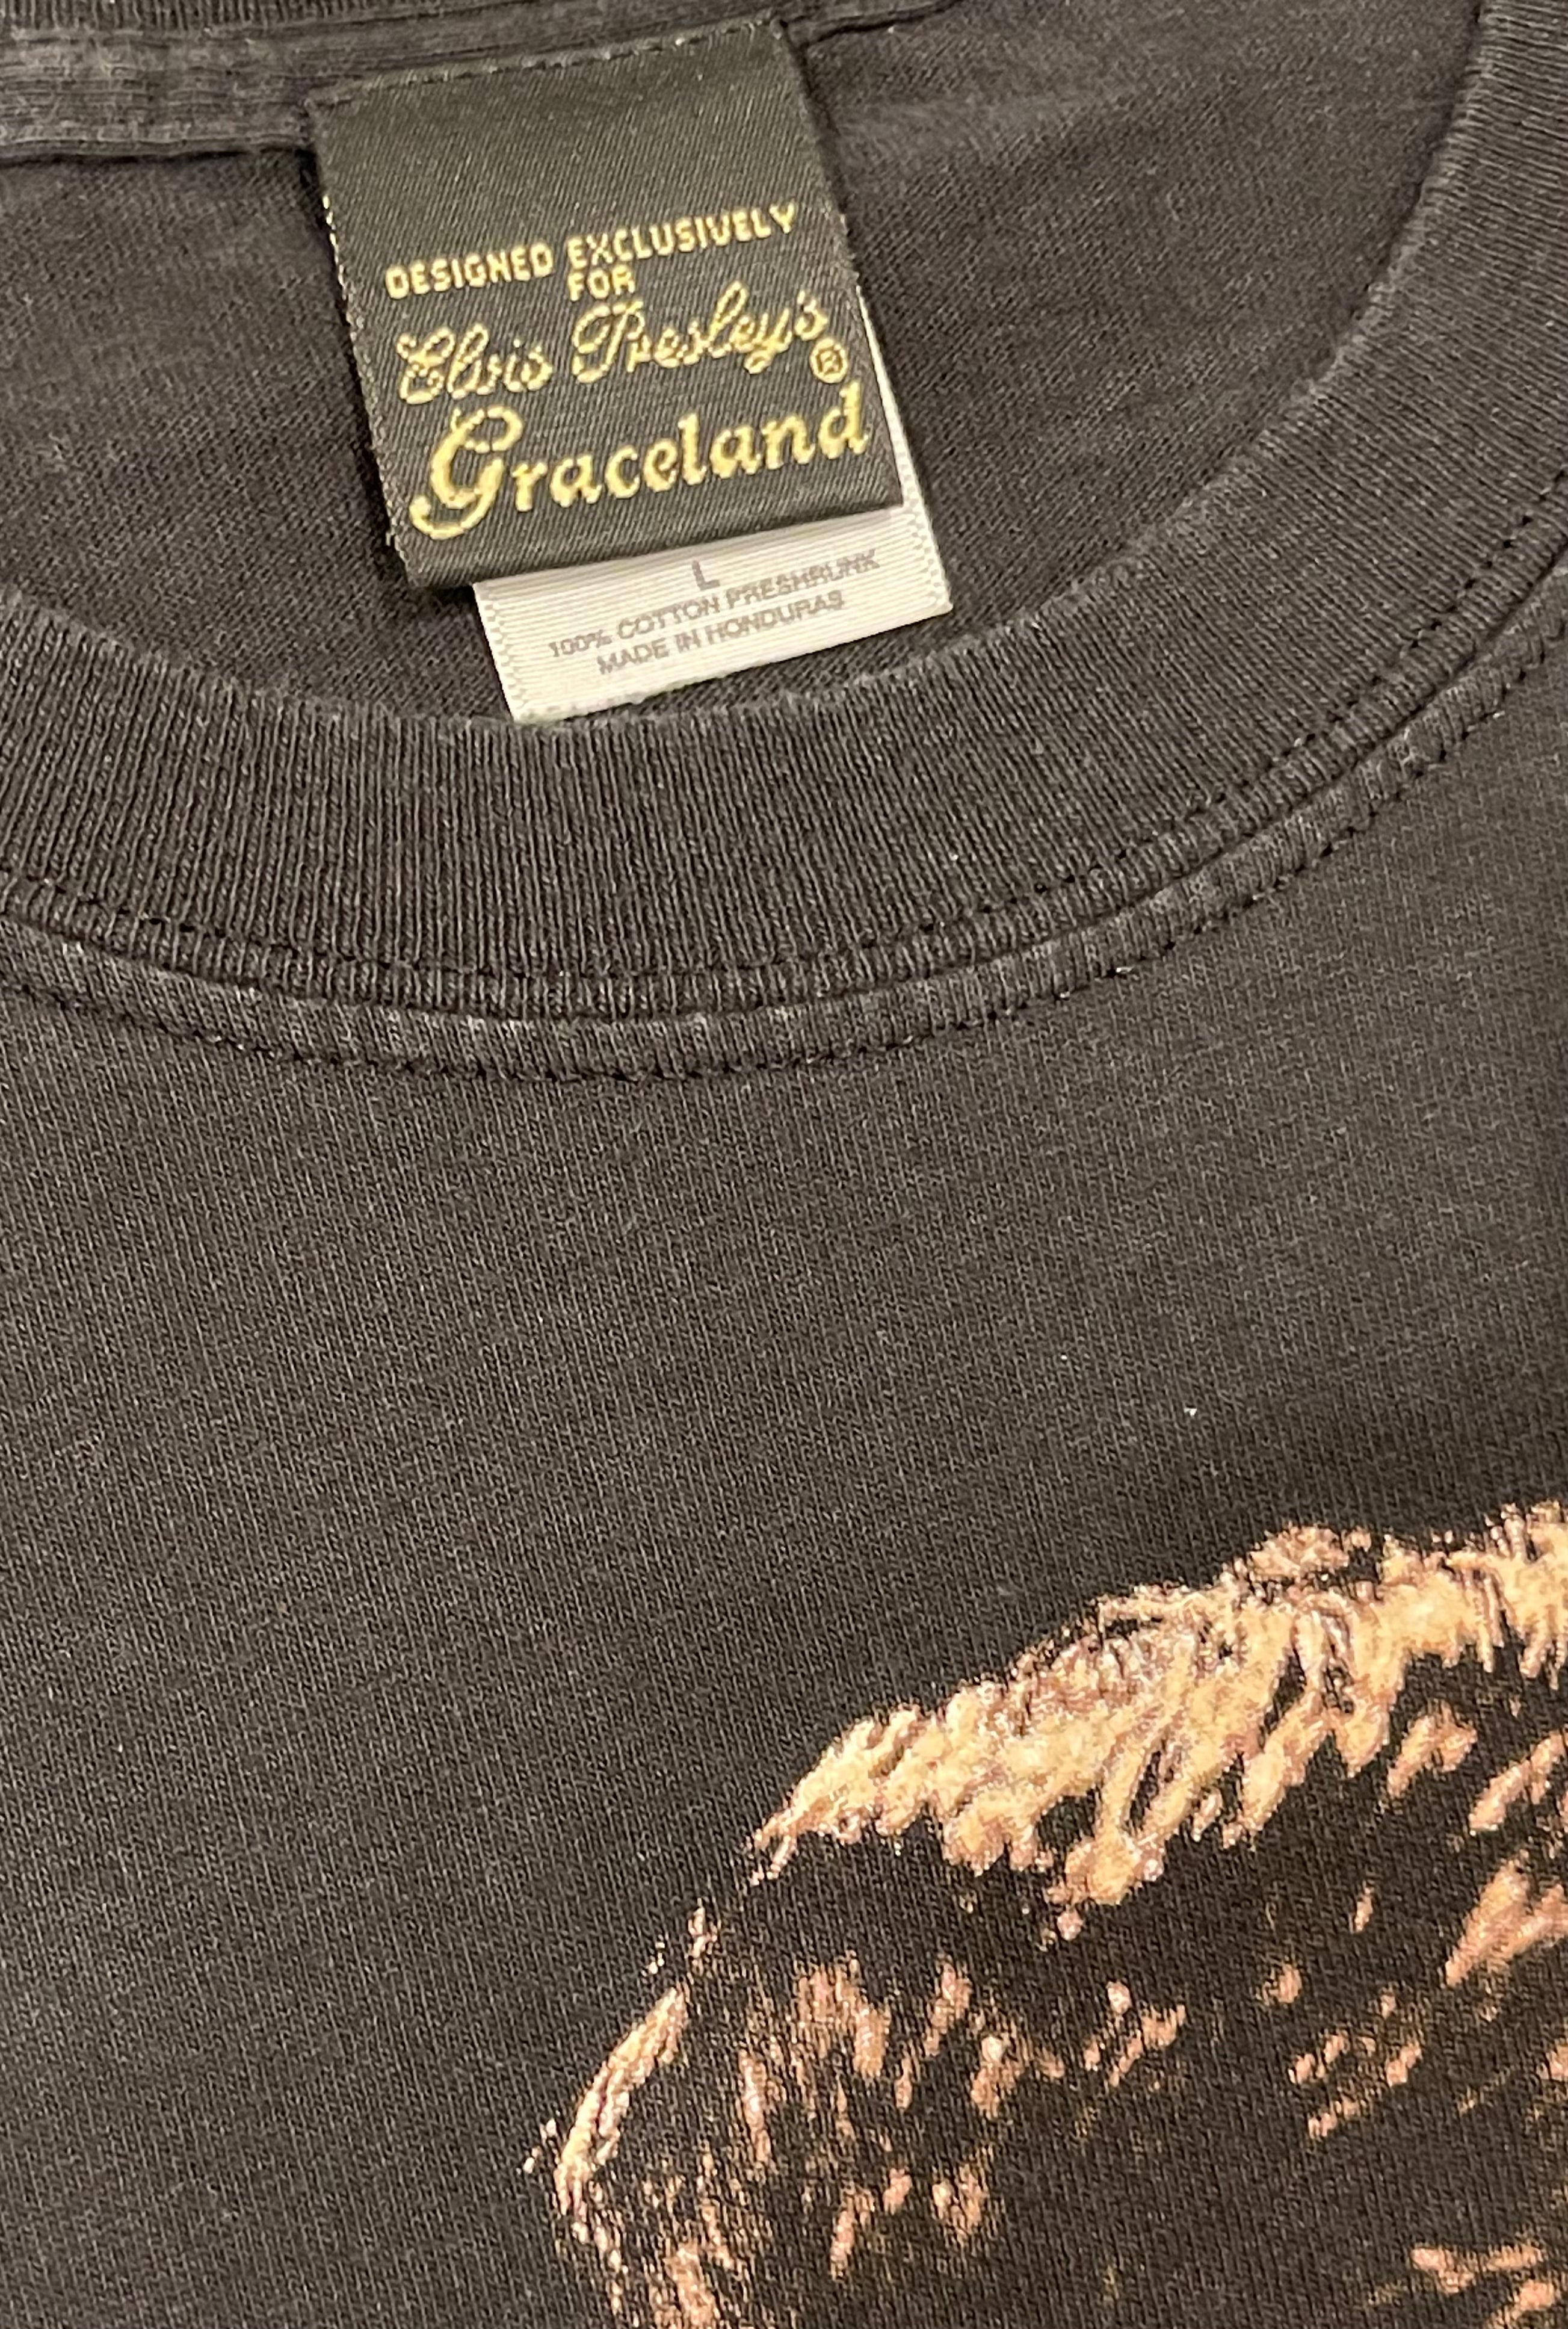 DESIGNED EXCLUSIVELY
FOR
Elvis Presley's
®
Graceland
L
100% COTTON PRESHRUNK
MADE IN HONDURAS